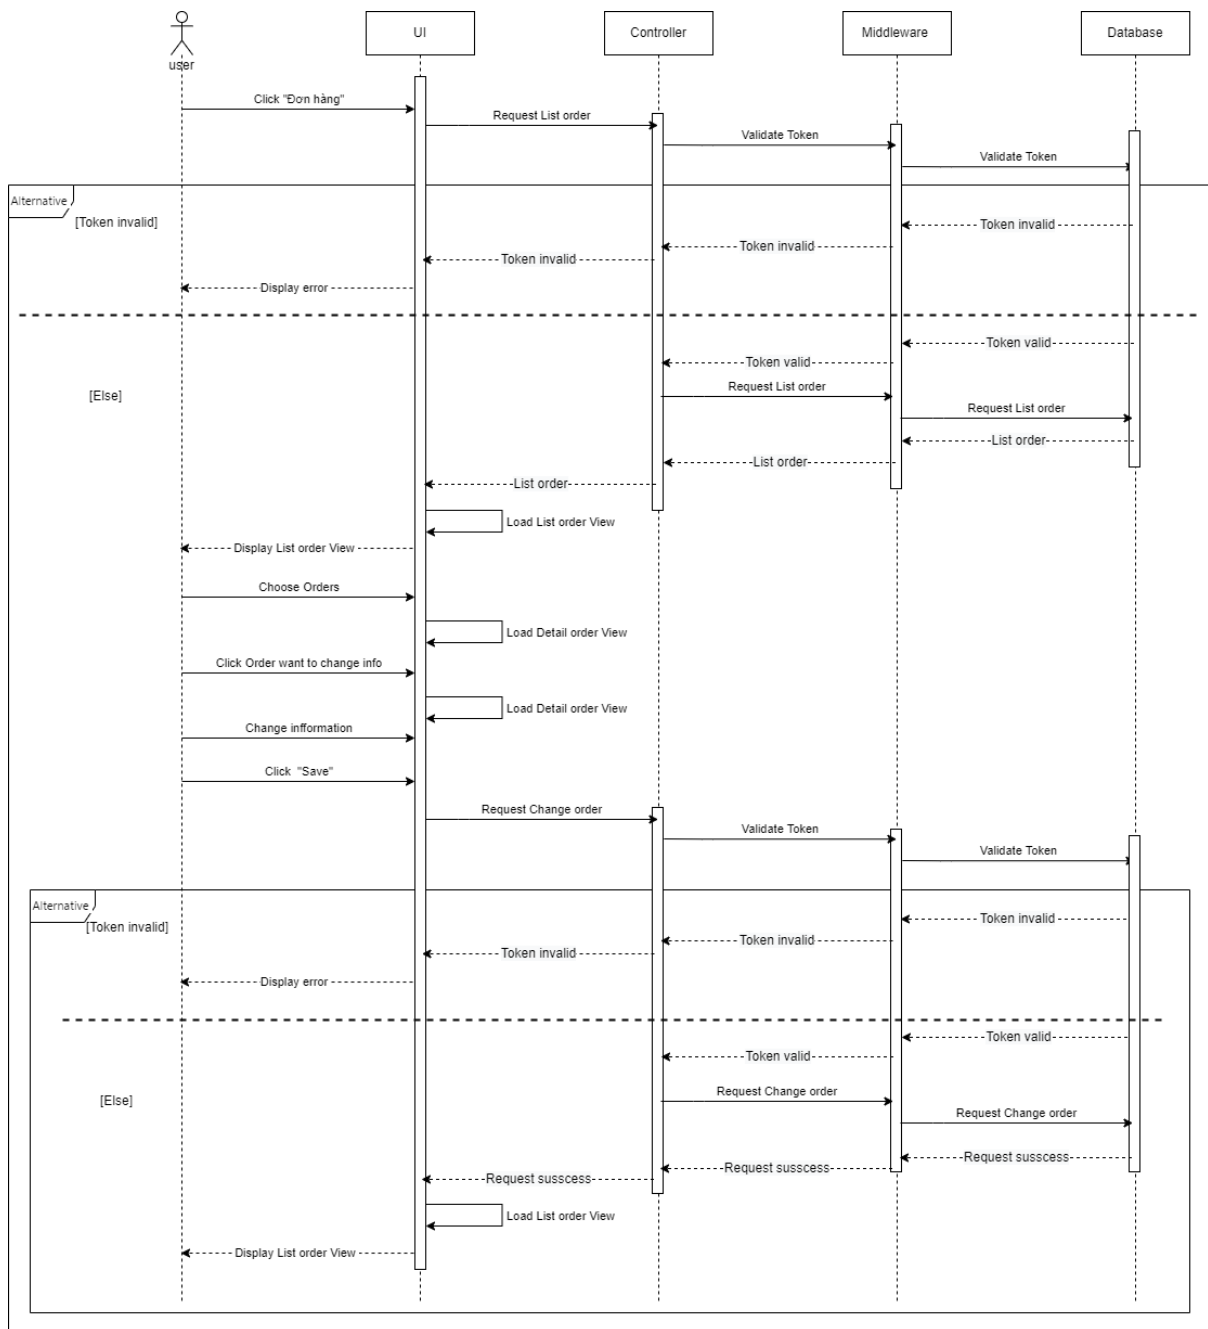 UI
Controller
Middleware
Database
user
Click "Đơn hàng"
Request List order
Validate Token
Validate Token
Alternative
[Token invalid]
Token invalid
Token invalid
Token invalid
Display error
Token valid
Token valid
[Else]
Request List order
Request List order
List order
List order
List order
Load List order View
Display List order View
Choose Orders
Load Detail order View
Click Order want to change info
Load Detail order View
Change infformation
Click "Save"
Request Change order
Validate Token
Validate Token
Alternative
[Token invalid]
Token invalid
Token invalid
Token invalid
Display error
Token valid
Token valid
[Else]
Request Change order
Request Change order
Request susscess
Request susscess
Request susscess
Load List order View
Display List order View